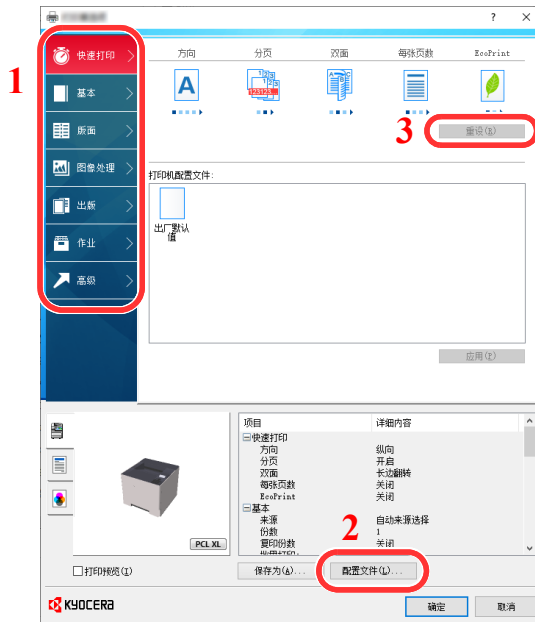 ?
1
快速打印
方向 分页 双面 每张页数 EcoPrint
基本
A
123
123
123123
A B C
版面
3
重设(R)
图像处理
打印机配置文件:
出版
出厂默认
值
作业
高级
应用(P)
项目 详细内容
快速打印
方向 纵向
分页 开启
双面 长边翻转
每张页数 关闭
EcoPrint 关闭
基本
来源 自动来源选择
份数 1
复印份数 关闭
PCL XL
2
打印预览(I)
保存为(A)...
配置文件(L)...
KYOCERA
确定
取消